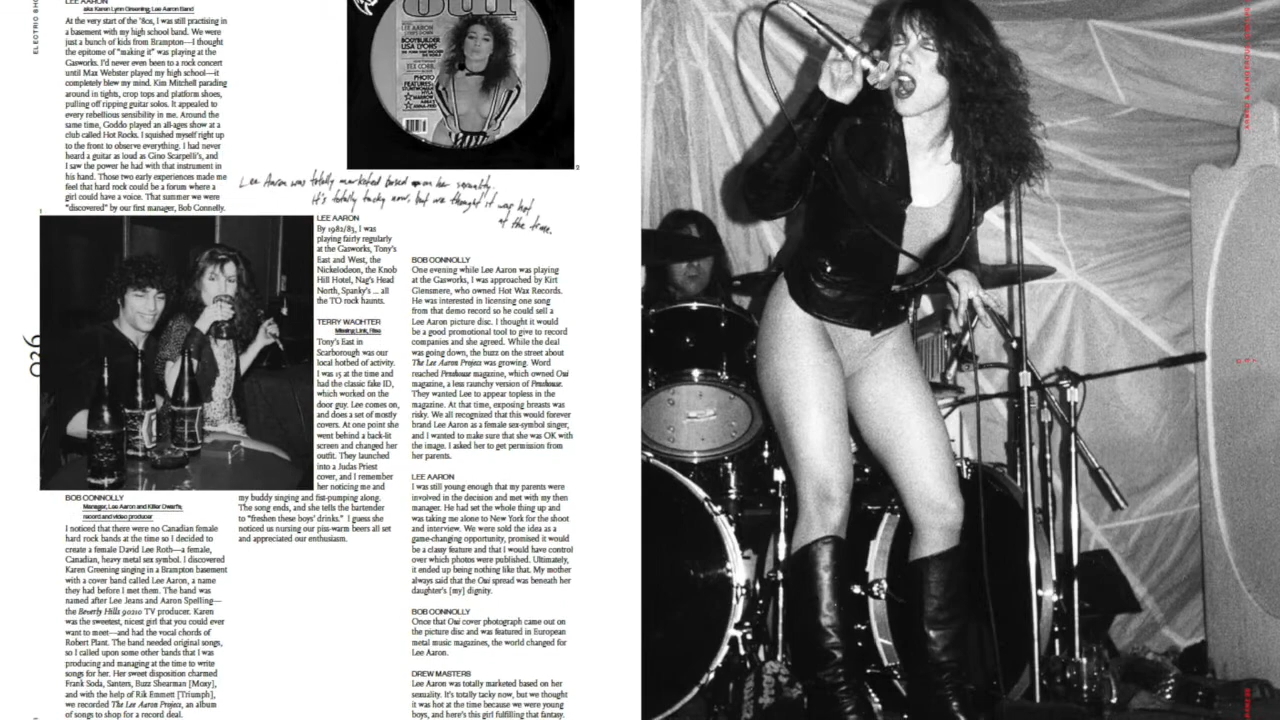 LEE AARON
aka Karen Lynn Greening; Lee Aaron Band
At the very start of the '80s, I was still practising in
a basement with my high school band. We were
just a bunch of kids from Brampton—I thought
the epitome of "making it" was playing at the
Gasworks. I'd never even been to a rock concert
until Max Webster played my high school—it
completely blew my mind. Kim Mitchell parading
around in tights, crop tops and platform shoes,
pulling off ripping guitar solos. It appealed to
every rebellious sensibility in me. Around the
same time, Goddo played an all-ages show at a
club called Hot Rocks. I squished myself right up
to the front to observe everything. I'd never
heard a guitar as loud as Gino Scarpelli's, and
I saw the power he had with that instrument in
his hand. Those two early experiences made me
feel that hard rock could be a forum where a
girl could have a voice. That summer we were
"discovered" by our first manager, Bob Connelly.
oui
LEE AARON
BODYBUILDER
LISA LYONS
PHOTO
FEATURES
2
Lee Aaron was totally marketed based upon her sexuality.
It's totally tacky now, but we thought it was hot
at the time.
026
BOB CONNOLLY
Manager, Lee Aaron and Killer Dwarfs;
record and video producer
I noticed that there were no Canadian female
hard rock bands at the time so I decided to
create a female David Lee Roth—a female,
Canadian, heavy metal sex symbol. I discovered
Karen Greening singing in a Brampton basement
with a cover band called Lee Aaron, a name
they had before I met them. The band was
named after Lee Jeans and Aaron Spelling—
the Beverly Hills 90210 TV producer. Karen
was the sweetest, nicest girl that you could ever
want to meet—and had the vocal chords of
Robert Plant. The band needed original songs,
so I called upon some other bands that I was
producing and managing at the time to write
songs for her. Her sweet disposition charmed
Frank Soda, Santers, Buzz Shearman [Moxy],
and with the help of Rik Emmett [Triumph],
we recorded The Lee Aaron Project, an album
of songs to shop for a record deal.
LEE AARON
By 1982/83, I was
playing fairly regularly
at the Gasworks, Tony's
East and West, the
Nickelodeon, the Knob
Hill Hotel, Nag's Head
North, Spanky's ... all
the TO rock haunts.
TERRY WACHTER
Missing Link, Rise
Tony's East in
Scarborough was our
local hotbed of activity.
I was 15 at the time and
had the classic fake ID,
which worked on the
door guy. Lee comes on,
and does a set of mostly
covers. At one point she
went behind a back-lit
screen and changed her
outfit. They launched
into a Judas Priest
cover, and I remember
her noticing me and
my buddy singing and fist-pumping along.
The song ends, and she tells the bartender
to "freshen these boys' drinks." I guess she
noticed us nursing our piss-warm beers all set
and appreciated our enthusiasm.
BOB CONNOLLY
One evening while Lee Aaron was playing
at the Gasworks, I was approached by Kirt
Glensmere, who owned Hot Wax Records.
He was interested in licensing one song
from that demo record so he could sell a
Lee Aaron picture disc. I thought it would
be a good promotional tool to give to record
companies and she agreed. While the deal
was going down, the buzz on the street about
The Lee Aaron Project was growing. Word
reached Penthouse magazine, which owned Oui
magazine, a less raunchy version of Penthouse.
They wanted Lee to appear topless in the
magazine. At that time, exposing breasts was
risky. We all recognized that this would forever
brand Lee Aaron as a female sex-symbol singer,
and I wanted to make sure that she was OK with
the image. I asked her to get permission from
her parents.
LEE AARON
I was still young enough that my parents were
involved in the decision and met with my then
manager. He had set the whole thing up and
was taking me alone to New York for the shoot
and interview. We were sold the idea as a
game-changing opportunity, promised it would
be a classy feature and that I would have control
over which photos were published. Ultimately,
it ended up being nothing like that. My mother
always said that the Oui spread was beneath her
daughter's [my] dignity.
BOB CONNOLLY
Once that Oui cover photograph came out on
the picture disc and was featured in European
metal music magazines, the world changed for
Lee Aaron.
DREW MASTERS
Lee Aaron was totally marketed based on her
sexuality. It's totally tacky now, but we thought
it was hot at the time because we were young
boys, and here's this girl fulfilling that fantasy.